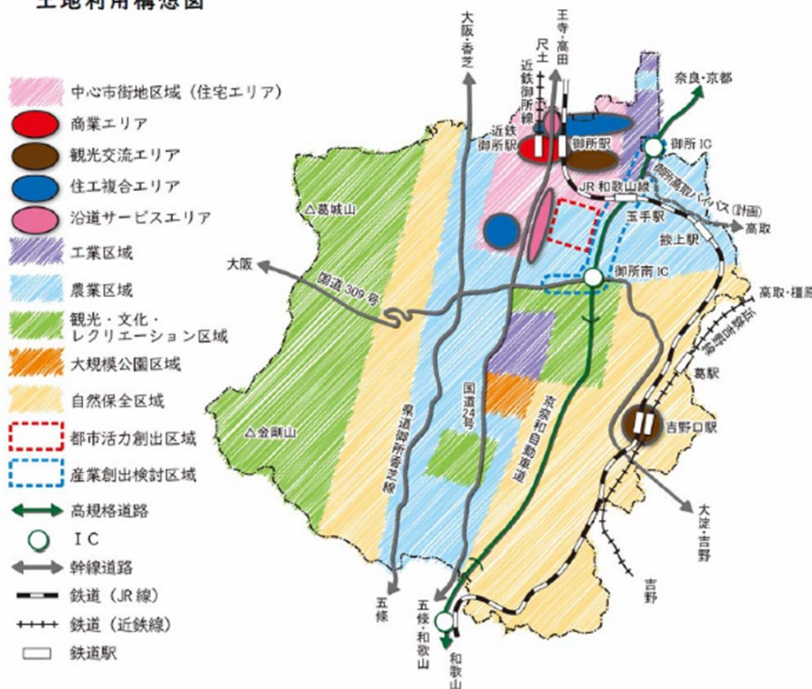 土地利用構想図
中心市街地区域（住宅エリア）
商業エリア
観光交流エリア
住工複合エリア
沿道サービスエリア
工業区域
農業区域
観光・文化・
レクリエーション区域
大規模公園区域
自然保全区域
都市活力創出区域
産業創出検討区域
高規格道路
ＩＣ
幹線道路
鉄道（JR線）
鉄道（近鉄線）
鉄道駅
大阪・香芝
王寺・高田
尺土
近鉄御所線
奈良・京都
近鉄
御所駅
御所駅
御所IC
JR和歌山線
御所高取バイパス(計画)
玉手駅
掖上駅
高取
△葛城山
大阪
国道309号
御所南IC
高取・橿原
近鉄吉野線
葛駅
吉野口駅
△金剛山
県道御所香芝線
国道24号
京奈和自動車道
大淀・吉野
吉野
五條
五條・和歌山
和歌山